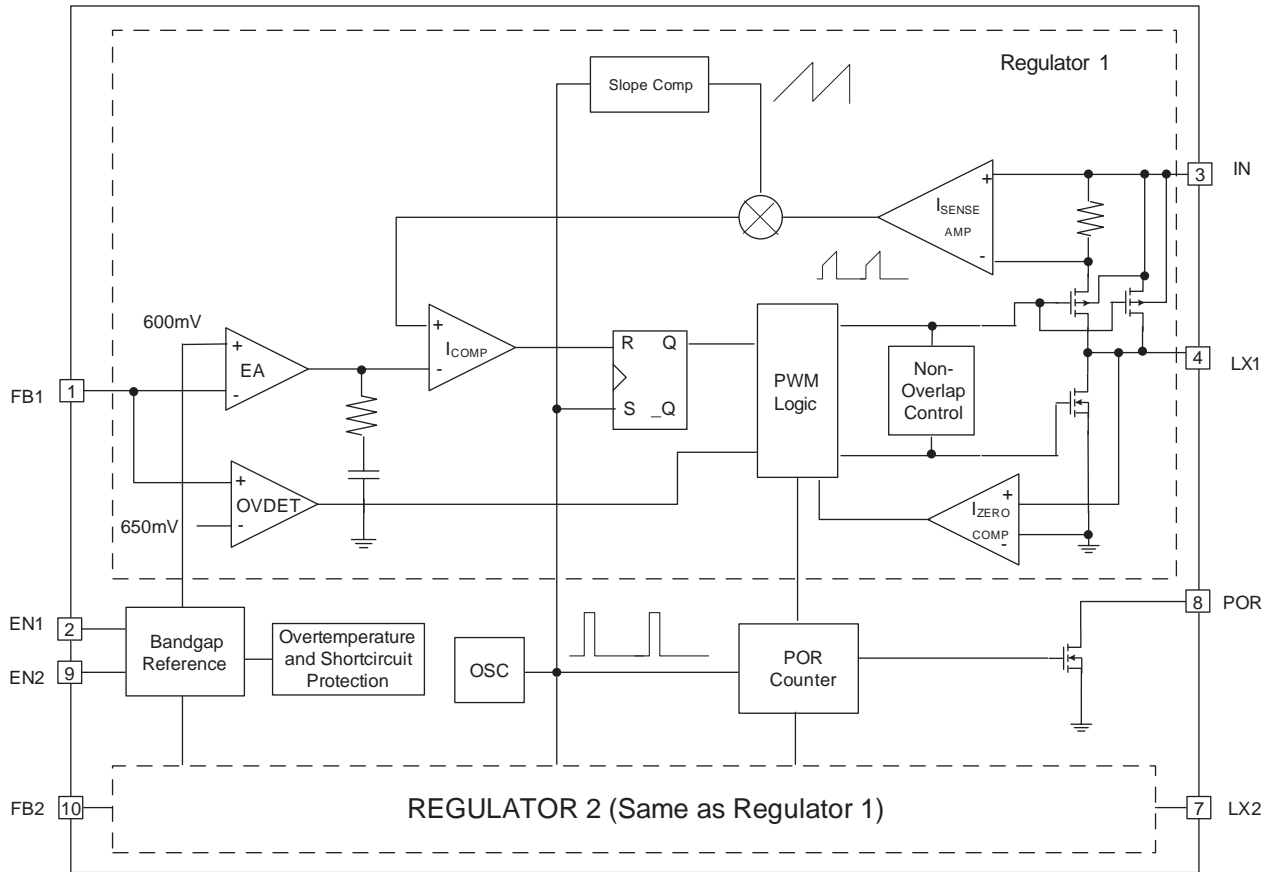 Regulator 1
Slope Comp
IN
3
+
I SENSE
AMP
-
600mV
+
EA
-
+
I COMP
-
R Q
S _Q
PWM
Logic
Non-
Overlap
Control
4
LX1
FB1
1
+
OVDET
-
650mV
+
I ZERO
COMP
-
8
POR
EN1
2
EN2
9
Bandgap
Reference
Overtemperature
and Shortcircuit
Protection
OSC
POR
Counter
FB2
10
REGULATOR 2 (Same as Regulator 1)
7
LX2